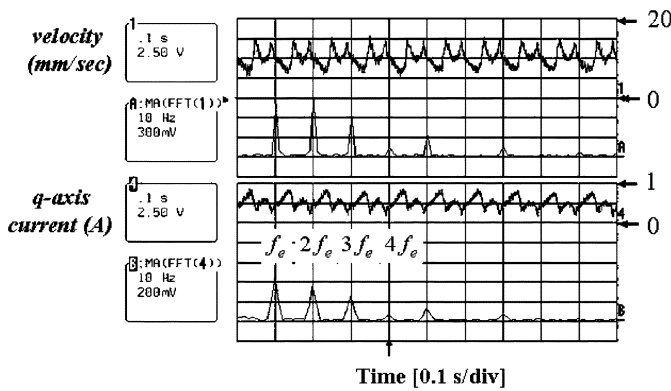 velocity
(mm/sec)
1
.1 s
2.50 V
20
1
0
A:MA(FFT(1))
10 Hz
300mV
A
q-axis
current (A)
4
.1 s
2.50 V
1
4
0
fe 2fe 3fe 4fe
B:MA(FFT(4))
10 Hz
200mV
B
Time [0.1 s/div]